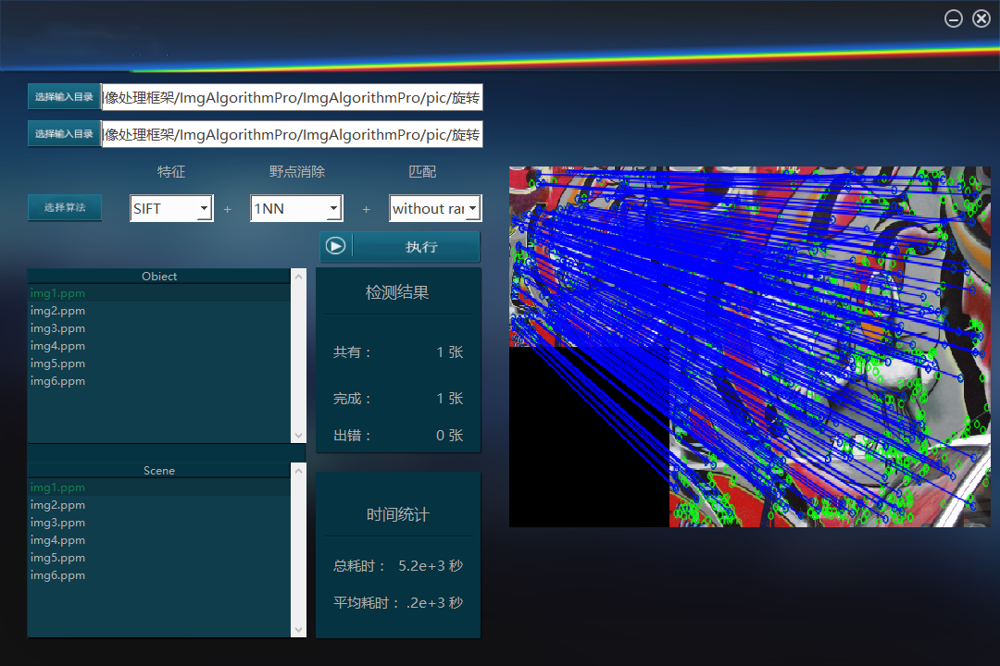 选择输入目录
像处理框架/ImgAlgorithmPro/ImgAlgorithmPro/pic/旋转
选择输入目录
像处理框架/ImgAlgorithmPro/ImgAlgorithmPro/pic/旋转
特征 野点消除 匹配
选择算法 SIFT + 1NN + without rar
执行
Object
img1.ppm
img2.ppm
img3.ppm
img4.ppm
img5.ppm
img6.ppm
检测结果
共有： 1 张
完成： 1 张
出错： 0 张
Scene
img1.ppm
img2.ppm
img3.ppm
img4.ppm
img5.ppm
img6.ppm
时间统计
总耗时： 5.2e+3 秒
平均耗时： .2e+3 秒